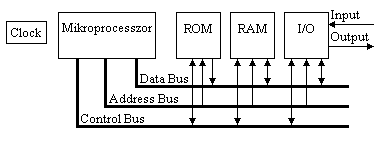 Clock
Mikroprocesszor
ROM
RAM
I/O
Input
Output
Data Bus
Address Bus
Control Bus